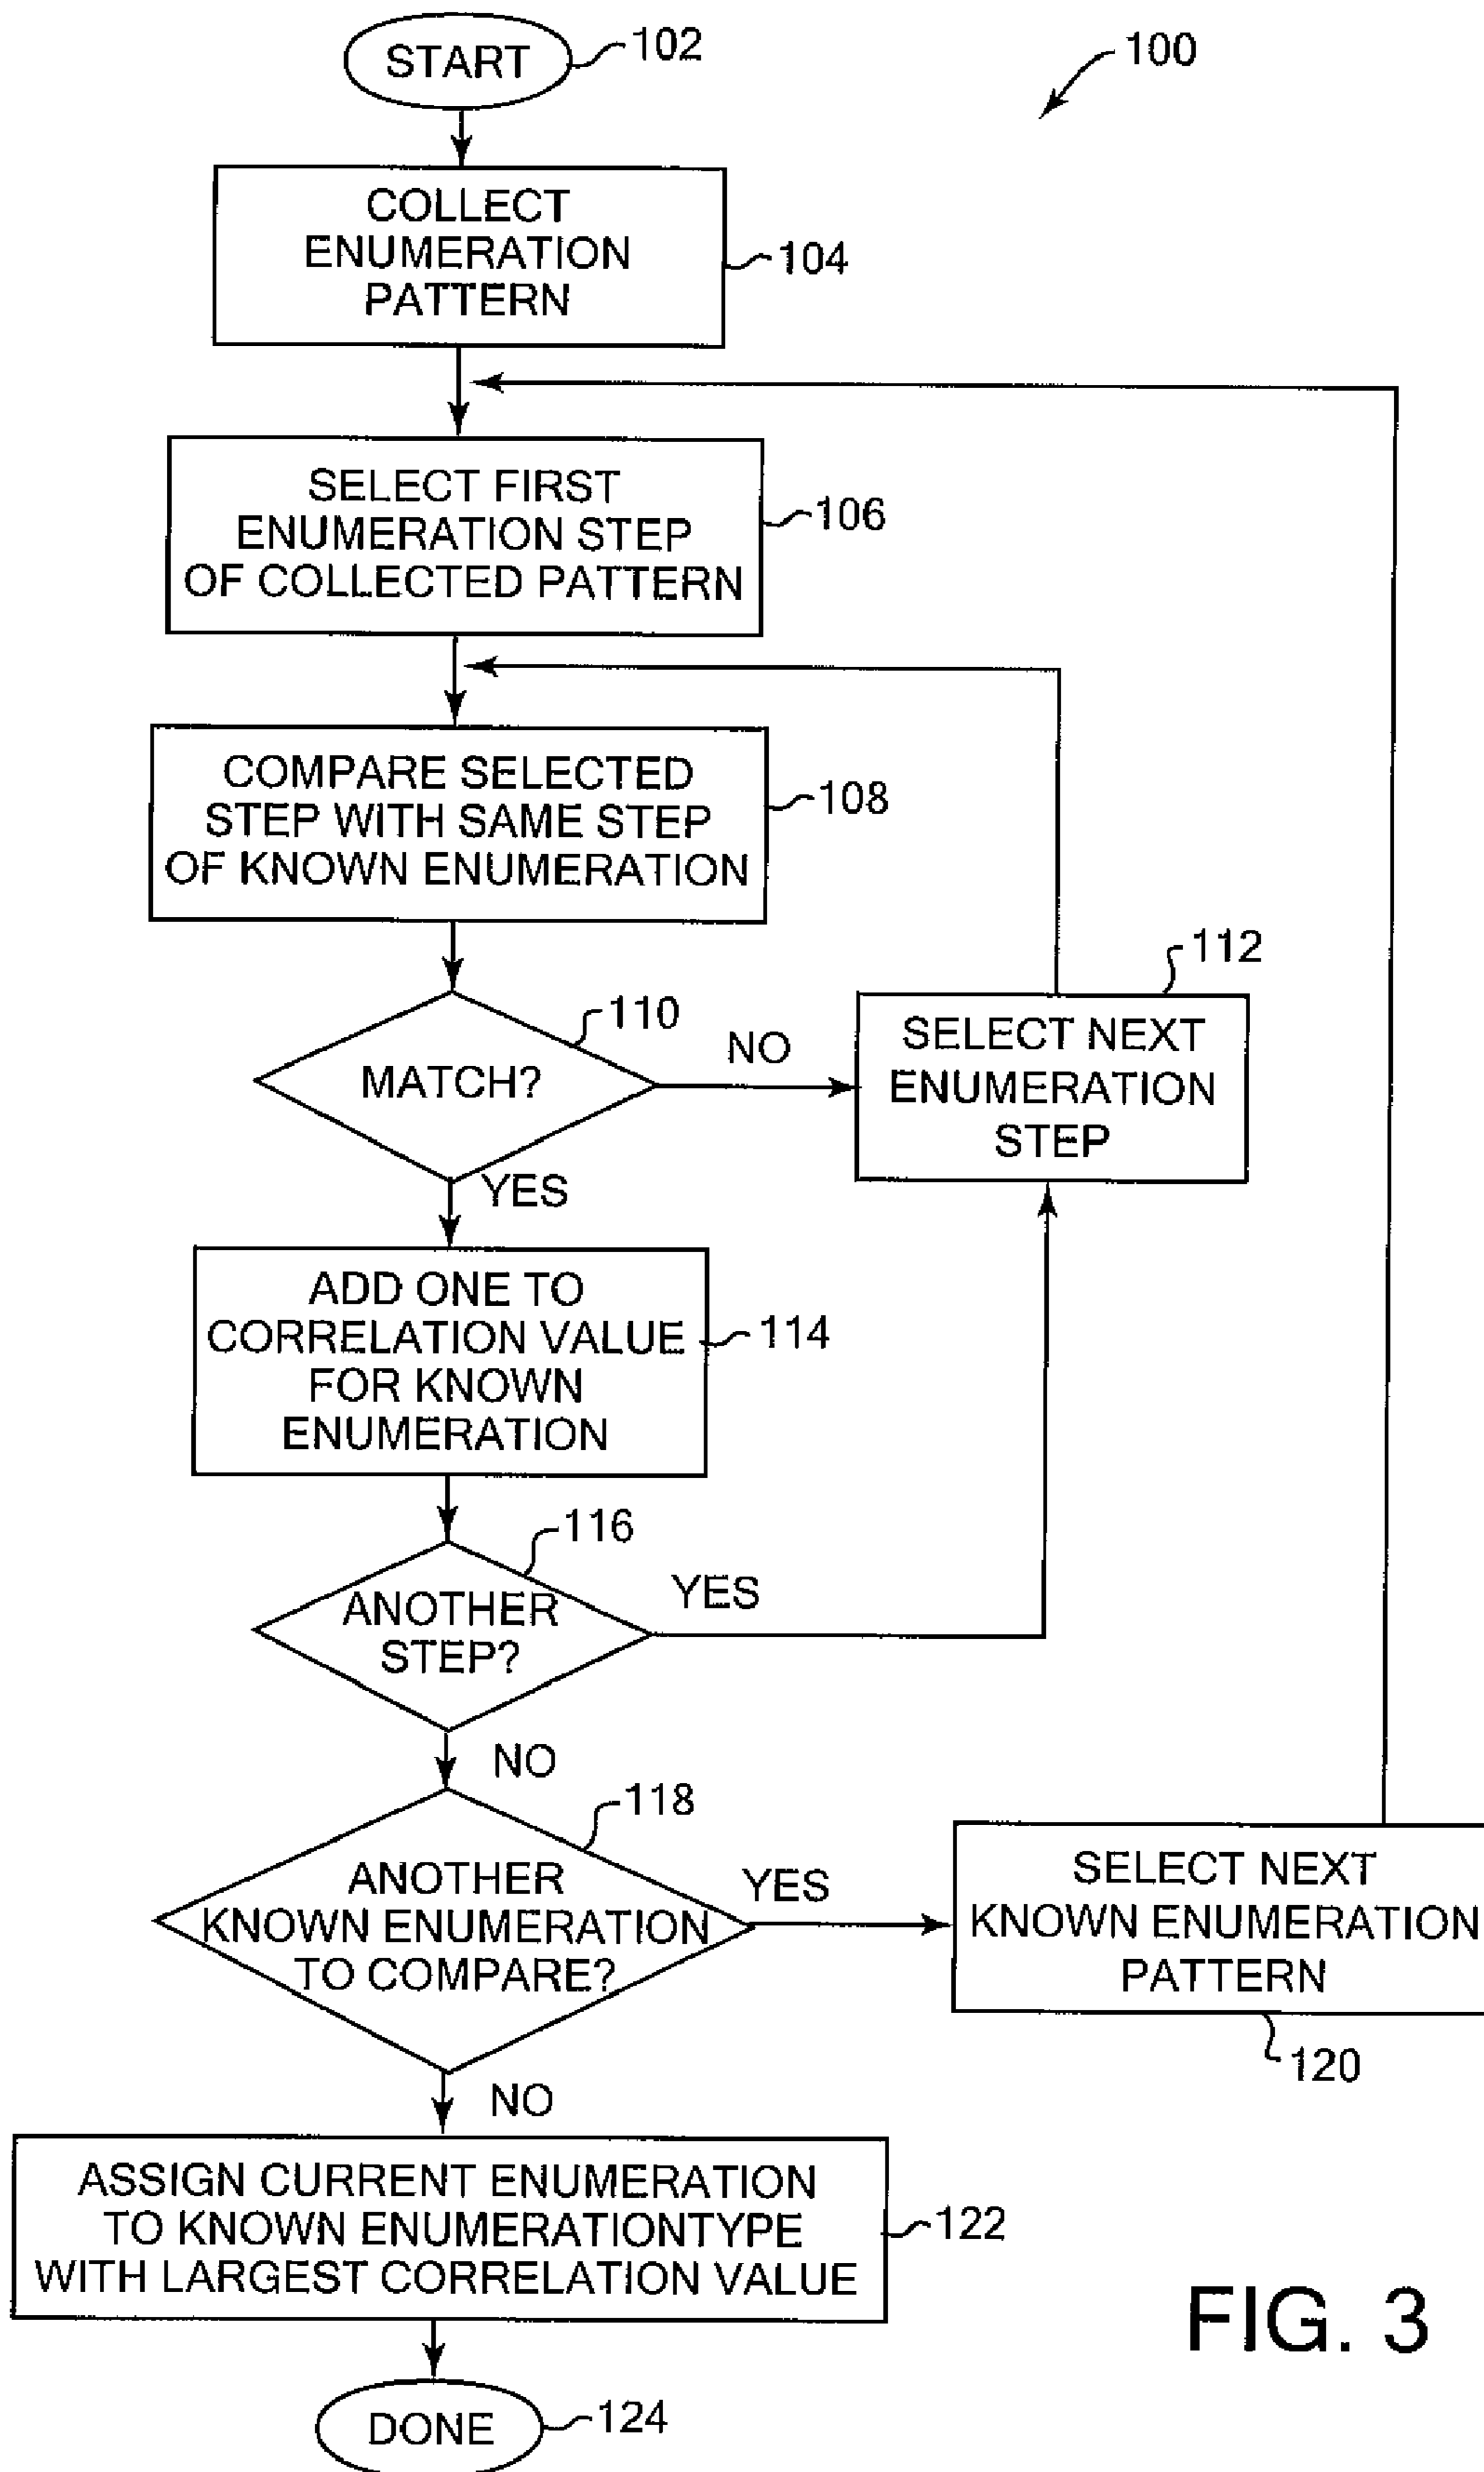 START
102
100
COLLECT
ENUMERATION
PATTERN
104
SELECT FIRST
ENUMERATION STEP
OF COLLECTED PATTERN
106
COMPARE SELECTED
STEP WITH SAME STEP
OF KNOWN ENUMERATION
108
MATCH?
110
NO
YES
SELECT NEXT
ENUMERATION
STEP
112
ADD ONE TO
CORRELATION VALUE
FOR KNOWN
ENUMERATION
114
ANOTHER
STEP?
116
YES
NO
ANOTHER
KNOWN ENUMERATION
TO COMPARE?
118
YES
NO
SELECT NEXT
KNOWN ENUMERATION
PATTERN
120
ASSIGN CURRENT ENUMERATION
TO KNOWN ENUMERATIONTYPE
WITH LARGEST CORRELATION VALUE
122
DONE
124
FIG. 3